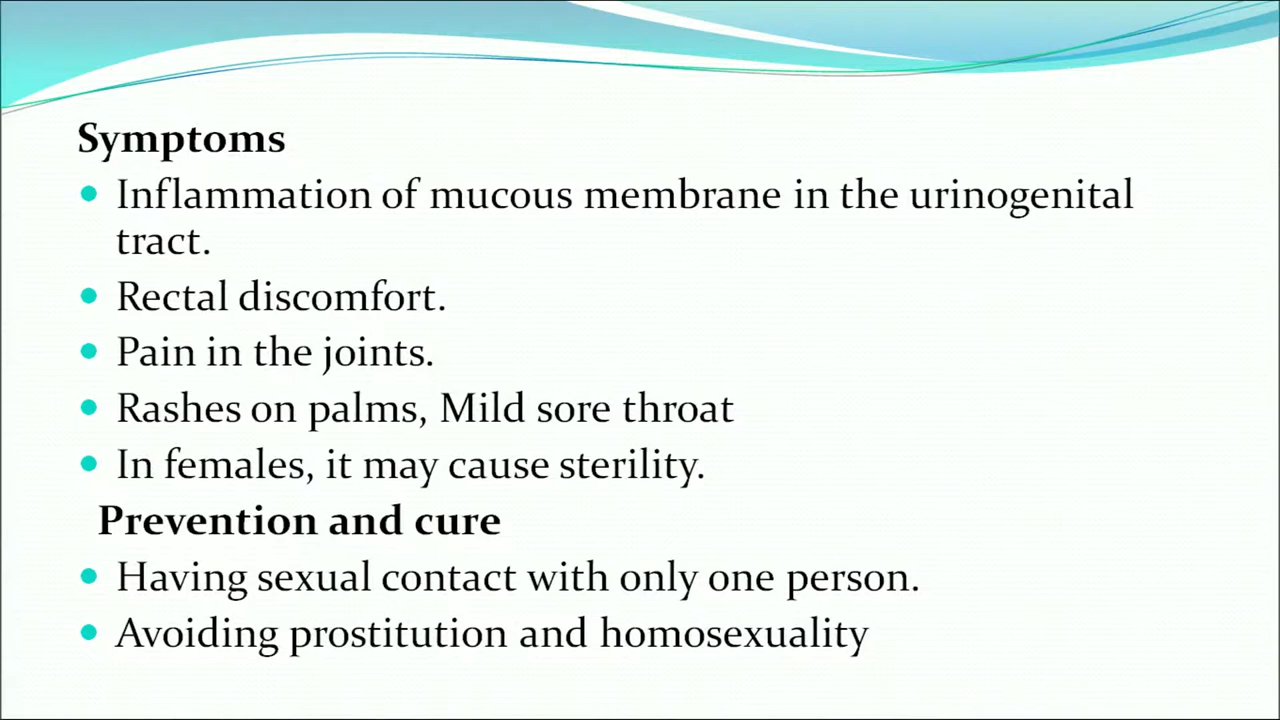 Symptoms
• Inflammation of mucous membrane in the urinogenital
tract.
• Rectal discomfort.
• Pain in the joints.
• Rashes on palms, Mild sore throat
• In females, it may cause sterility.
Prevention and cure
• Having sexual contact with only one person.
• Avoiding prostitution and homosexuality